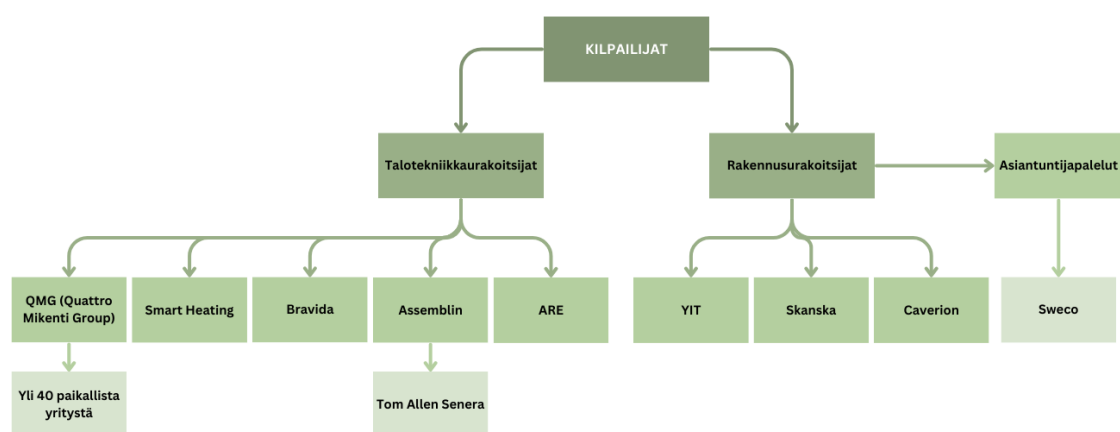 KILPAILIJAT
Talotekniikkaurakoitsijat
Rakennusurakoitsijat
Asiantuntijapalelut
QMG (Quattro
Mikenti Group)
Smart Heating
Bravida
Assemblin
ARE
YIT
Skanska
Caverion
Sweco
Yli 40 paikallista
yritystä
Tom Allen Senera